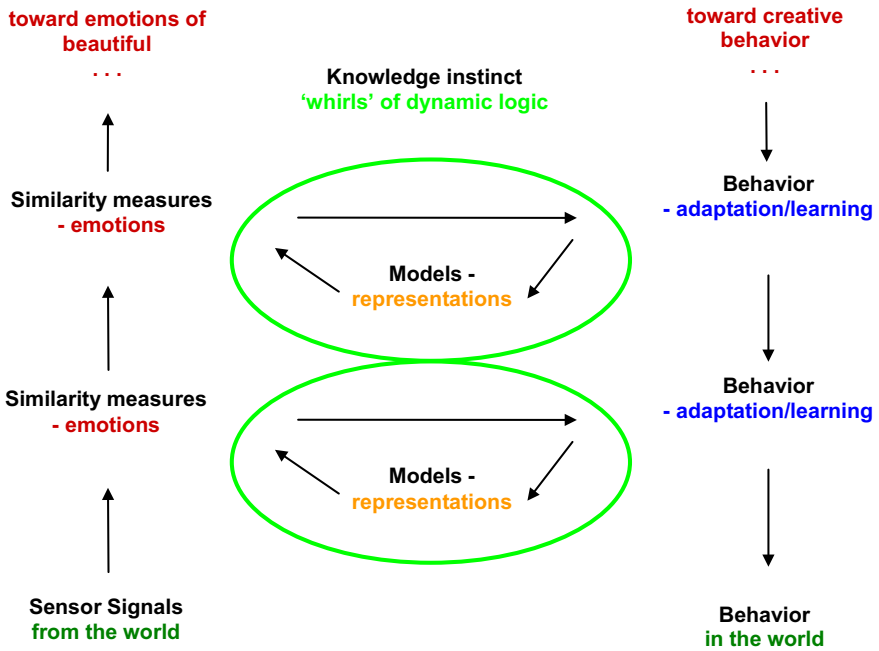 toward emotions of
beautiful
. . .
Knowledge instinct
‘whirls’ of dynamic logic
toward creative
behavior
. . .
Similarity measures
- emotions
Models -
representations
Behavior
- adaptation/learning
Similarity measures
- emotions
Models -
representations
Behavior
- adaptation/learning
Sensor Signals
from the world
Behavior
in the world